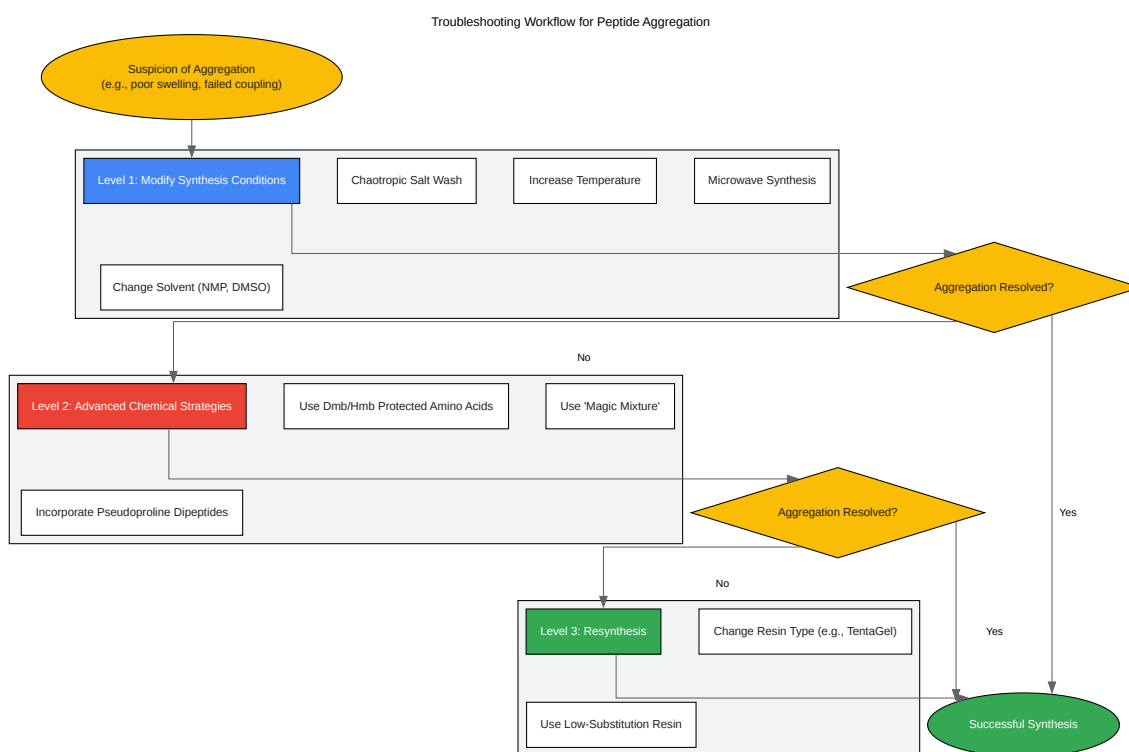 Troubleshooting Workflow for Peptide Aggregation
Suspicion of Aggregation
(e.g., poor swelling, failed coupling)
Level 1: Modify Synthesis Conditions
Chaotropic Salt Wash
Increase Temperature
Microwave Synthesis
Change Solvent (NMP, DMSO)
Aggregation Resolved?
No
Level 2: Advanced Chemical Strategies
Use Dmb/Hmb Protected Amino Acids
Use 'Magic Mixture'
Incorporate Pseudoproline Dipeptides
Aggregation Resolved?
Yes
No
Level 3: Resynthesis
Change Resin Type (e.g., TentaGel)
Yes
Use Low-Substitution Resin
Successful Synthesis